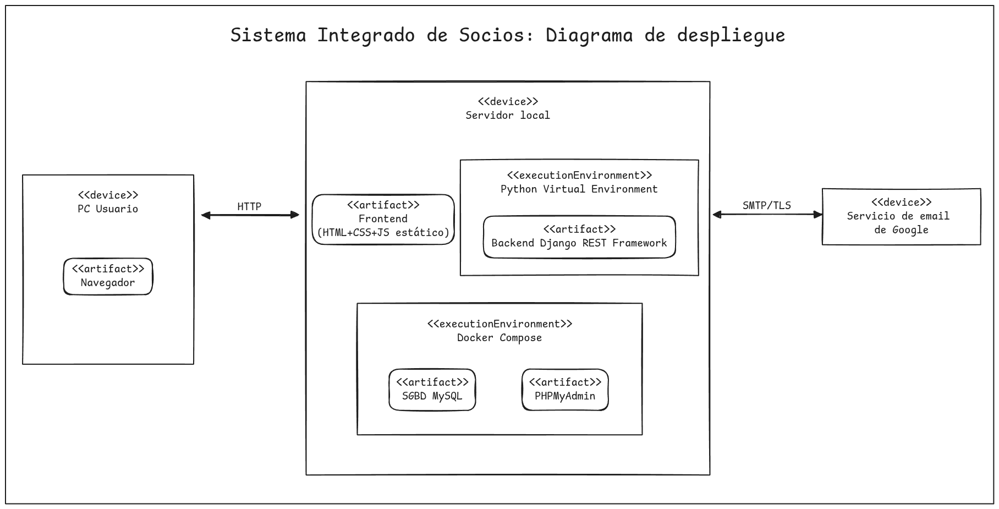 Sistema Integrado de Socios: Diagrama de despliegue
<<device>>
Servidor local
<<device>>
PC Usuario
<<artifact>>
Navegador
HTTP
<<artifact>>
Frontend
(HTML+CSS+JS estático)
<<executionEnvironment>>
Python Virtual Environment
<<artifact>>
Backend Django REST Framework
<<executionEnvironment>>
Docker Compose
<<artifact>>
SGBD MySQL
<<artifact>>
PHPMyAdmin
SMTP/TLS
<<device>>
Servicio de email
de Google